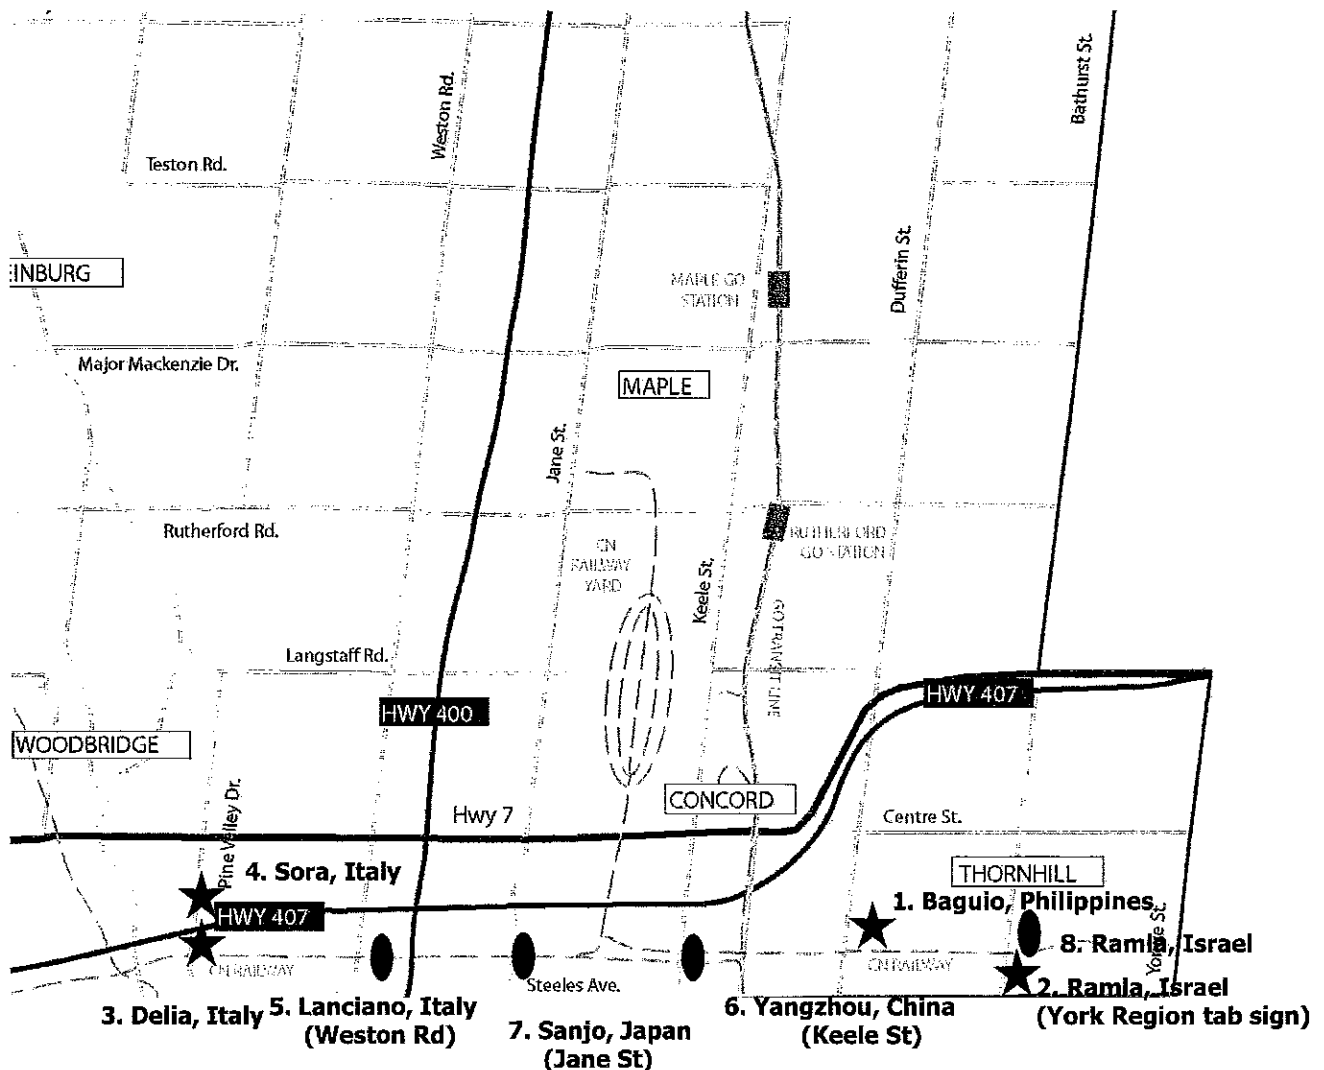 Weston Rd.
Bathurst St.
Teston Rd.
EINBURG
MAPLE GO
STATION
Dufferin St.
Major Mackenzie Dr.
MAPLE
Jane St.
Rutherford Rd.
CN
RAILWAY
YARD
RUTHERFORD
GO STATION
Keele St.
GO TRANSIT LINE
Langstaff Rd.
HWY 400
HWY 407
WOODBRIDGE
Pine Valley Dr.
Hwy 7
CONCORD
Centre St.
THORNHILL
4. Sora, Italy
HWY 407
1. Baguio, Philippines
Yonge St.
8. Ramla, Israel
CN RAILWAY
CN RAILWAY
Steeles Ave.
2. Ramla, Israel
(York Region tab sign)
3. Delia, Italy
5. Lanciano, Italy
(Weston Rd)
7. Sanjo, Japan
(Jane St)
6. Yangzhou, China
(Keele St)